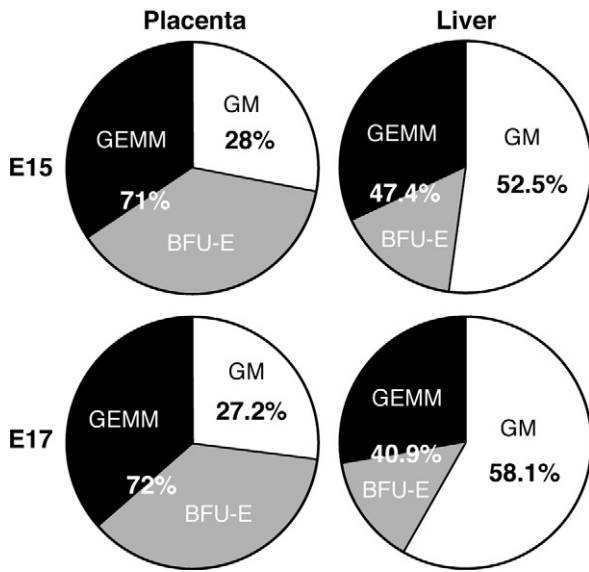 Placenta
Liver
E15
GEMM
GM
28%
71%
BFU-E
GEMM
GM
47.4%
52.5%
BFU-E
E17
GEMM
GM
27.2%
72%
BFU-E
GEMM
GM
40.9%
58.1%
BFU-E